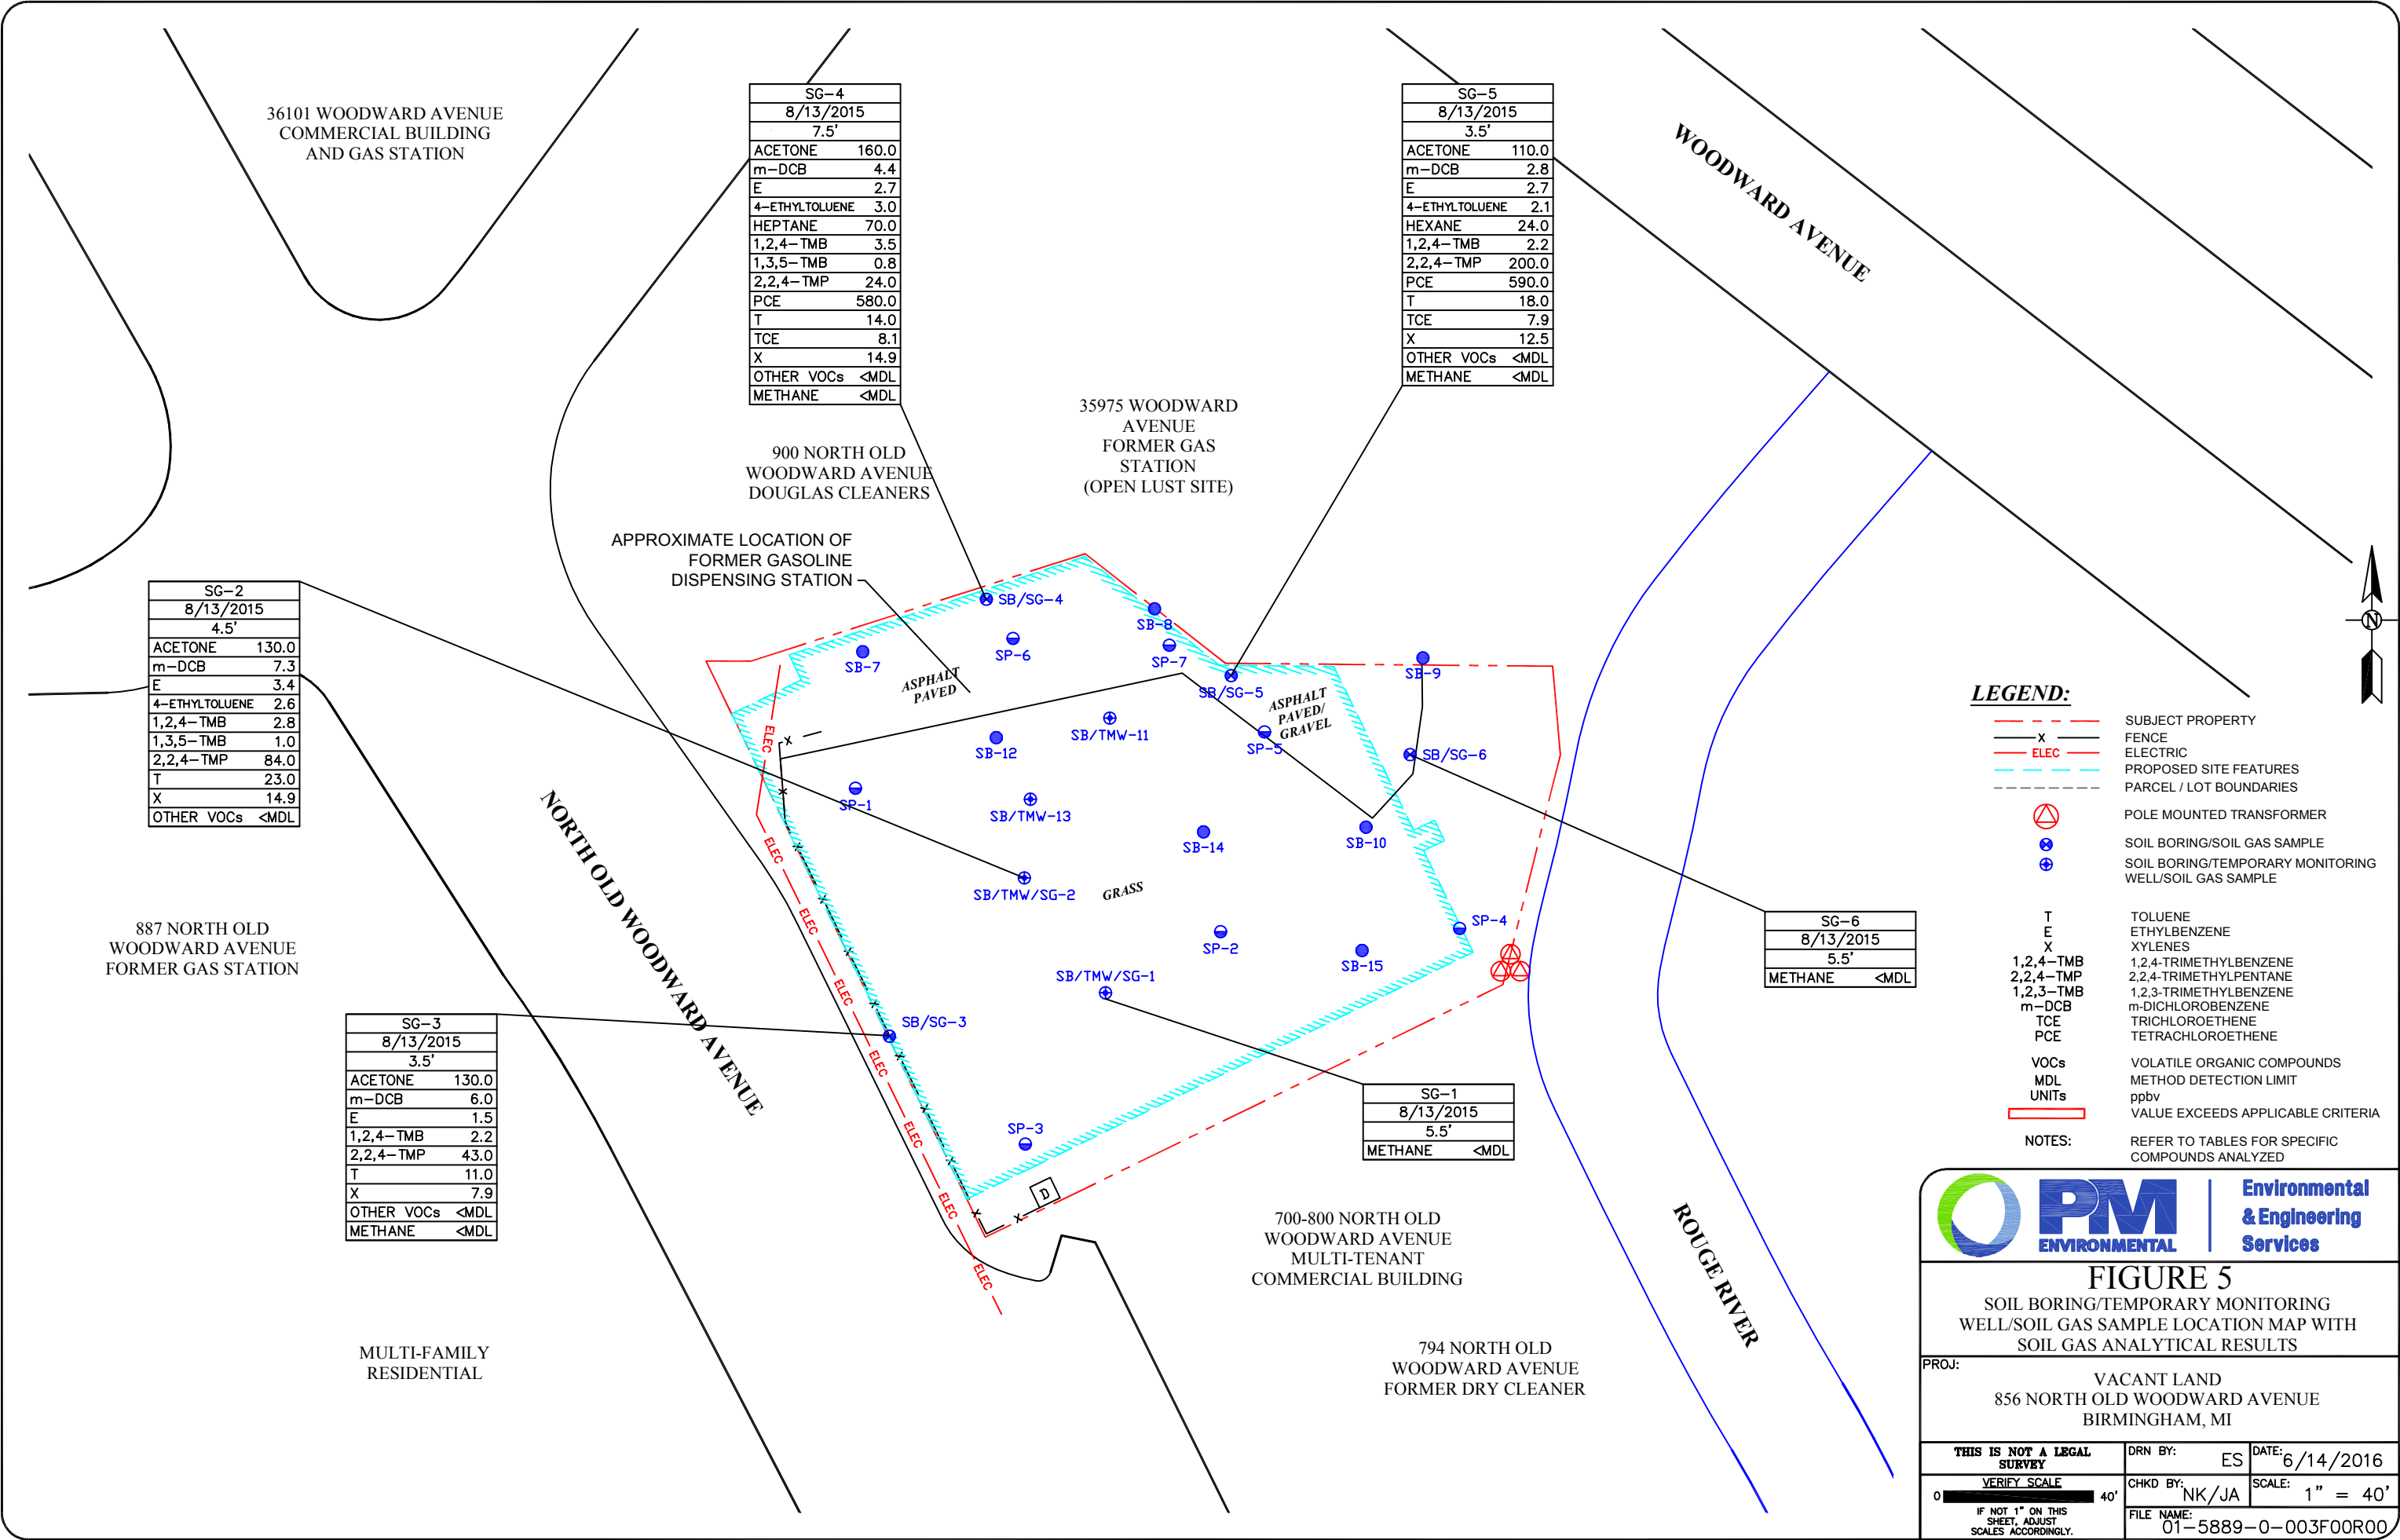 36101 WOODWARD AVENUE
COMMERCIAL BUILDING
AND GAS STATION
SG-4
8/13/2015
7.5'
ACETONE 160.0
m-DCB 4.4
E 2.7
4-ETHYLTOLUENE 3.0
HEPTANE 70.0
1,2,4-TMB 3.5
1,3,5-TMB 0.8
2,2,4-TMP 24.0
PCE 580.0
T 14.0
TCE 8.1
X 14.9
OTHER VOCs <MDL
METHANE <MDL
SG-5
8/13/2015
3.5'
ACETONE 110.0
m-DCB 2.8
E 2.7
4-ETHYLTOLUENE 2.1
HEXANE 24.0
1,2,4-TMB 2.2
2,2,4-TMP 200.0
PCE 590.0
T 18.0
TCE 7.9
X 12.5
OTHER VOCs <MDL
METHANE <MDL
WOODWARD AVENUE
35975 WOODWARD
AVENUE
FORMER GAS
STATION
(OPEN LUST SITE)
900 NORTH OLD
WOODWARD AVENUE
DOUGLAS CLEANERS
APPROXIMATE LOCATION OF
FORMER GASOLINE
DISPENSING STATION
SG-2
8/13/2015
4.5'
ACETONE 130.0
m-DCB 7.3
E 3.4
4-ETHYLTOLUENE 2.6
1,2,4-TMB 2.8
1,3,5-TMB 1.0
2,2,4-TMP 84.0
T 23.0
X 14.9
OTHER VOCs <MDL
SB/SG-4
SB-8
SP-6
SP-7
SB-7
SB-9
ASPHALT
PAVED
SB/SG-5
ASPHALT
PAVED/
GRAVEL
SB/TMW-11
SB-12
SP-5
SB/SG-6
ELEC
X
X
SP-1
SB/TMW-13
SB-14
SB-10
ELEC
X
SB/TMW/SG-2
GRASS
X
ELEC
SP-4
SP-2
X
SB-15
SB/TMW/SG-1
ELEC
X
SB/SG-3
NORTH OLD WOODWARD AVENUE
ELEC
X
X
SP-3
ELEC
X
ELEC
X
X
ELEC
887 NORTH OLD
WOODWARD AVENUE
FORMER GAS STATION
SG-3
8/13/2015
3.5'
ACETONE 130.0
m-DCB 6.0
E 1.5
1,2,4-TMB 2.2
2,2,4-TMP 43.0
T 11.0
X 7.9
OTHER VOCs <MDL
METHANE <MDL
MULTI-FAMILY
RESIDENTIAL
SG-6
8/13/2015
5.5'
METHANE <MDL
SG-1
8/13/2015
5.5'
METHANE <MDL
700-800 NORTH OLD
WOODWARD AVENUE
MULTI-TENANT
COMMERCIAL BUILDING
794 NORTH OLD
WOODWARD AVENUE
FORMER DRY CLEANER
ROUGE RIVER
N
LEGEND:
SUBJECT PROPERTY
X FENCE
ELEC ELECTRIC
PROPOSED SITE FEATURES
PARCEL / LOT BOUNDARIES
POLE MOUNTED TRANSFORMER
SOIL BORING/SOIL GAS SAMPLE
SOIL BORING/TEMPORARY MONITORING
WELL/SOIL GAS SAMPLE
T TOLUENE
E ETHYLBENZENE
X XYLENES
1,2,4-TMB 1,2,4-TRIMETHYLBENZENE
2,2,4-TMP 2,2,4-TRIMETHYLPENTANE
1,2,3-TMB 1,2,3-TRIMETHYLBENZENE
m-DCB m-DICHLOROBENZENE
TCE TRICHLOROETHENE
PCE TETRACHLOROETHENE
VOCs VOLATILE ORGANIC COMPOUNDS
MDL METHOD DETECTION LIMIT
UNITs ppbv
VALUE EXCEEDS APPLICABLE CRITERIA
NOTES: REFER TO TABLES FOR SPECIFIC
COMPOUNDS ANALYZED
PM
ENVIRONMENTAL
Environmental
& Engineering
Services
FIGURE 5
SOIL BORING/TEMPORARY MONITORING
WELL/SOIL GAS SAMPLE LOCATION MAP WITH
SOIL GAS ANALYTICAL RESULTS
PROJ:
VACANT LAND
856 NORTH OLD WOODWARD AVENUE
BIRMINGHAM, MI
THIS IS NOT A LEGAL
SURVEY
DRN BY: ES
DATE: 6/14/2016
VERIFY SCALE
0 40'
IF NOT 1" ON THIS
SHEET, ADJUST
SCALES ACCORDINGLY.
CHKD BY: NK/JA
SCALE: 1" = 40'
FILE NAME:
01-5889-0-003F00R00